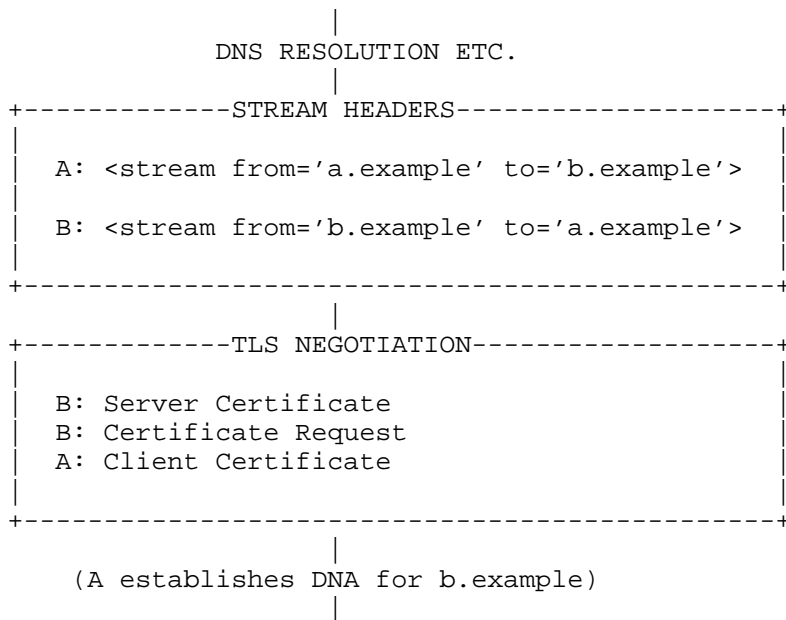 |
           DNS RESOLUTION ETC.
                  |
+-------------STREAM HEADERS--------------------+
|                                               |
|  A: <stream from='a.example' to='b.example'>  |
|                                               |
|  B: <stream from='b.example' to='a.example'>  |
|                                               |
+-----------------------------------------------+
                  |
+-------------TLS NEGOTIATION-------------------+
|                                               |
|  B: Server Certificate                        |
|  B: Certificate Request                       |
|  A: Client Certificate                        |
|                                               |
+-----------------------------------------------+
                  |
    (A establishes DNA for b.example)
                  |